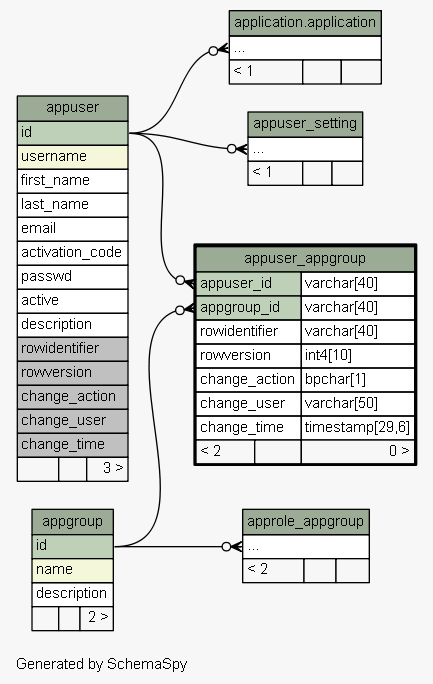 application.application
...
< 1
appuser
id
username
first_name
last_name
email
activation_code
passwd
active
description
rowidentifier
rowversion
change_action
change_user
change_time
3 >
appuser_setting
...
< 1
appuser_appgroup
appuser_id varchar[40]
appgroup_id varchar[40]
rowidentifier varchar[40]
rowversion int4[10]
change_action bpchar[1]
change_user varchar[50]
change_time timestamp[29,6]
< 2 0 >
appgroup
id
name
description
2 >
approle_appgroup
...
< 2
Generated by SchemaSpy